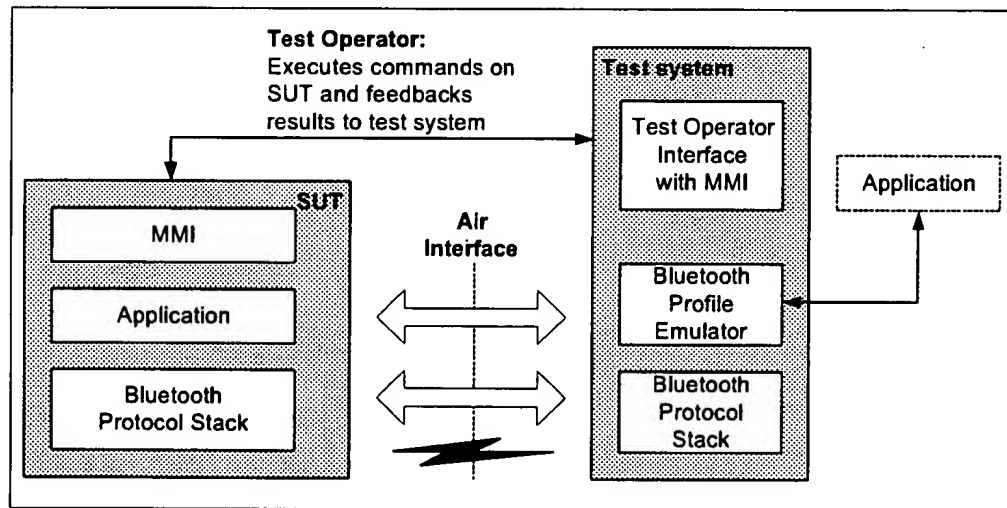 Test Operator:
Executes commands on
SUT and feedbacks
results to test system
Test system
Test Operator
Interface
with MMI
Application
SUT
MMI
Air
Interface
Application
Bluetooth
Profile
Emulator
Bluetooth
Protocol Stack
Bluetooth
Protocol
Stack